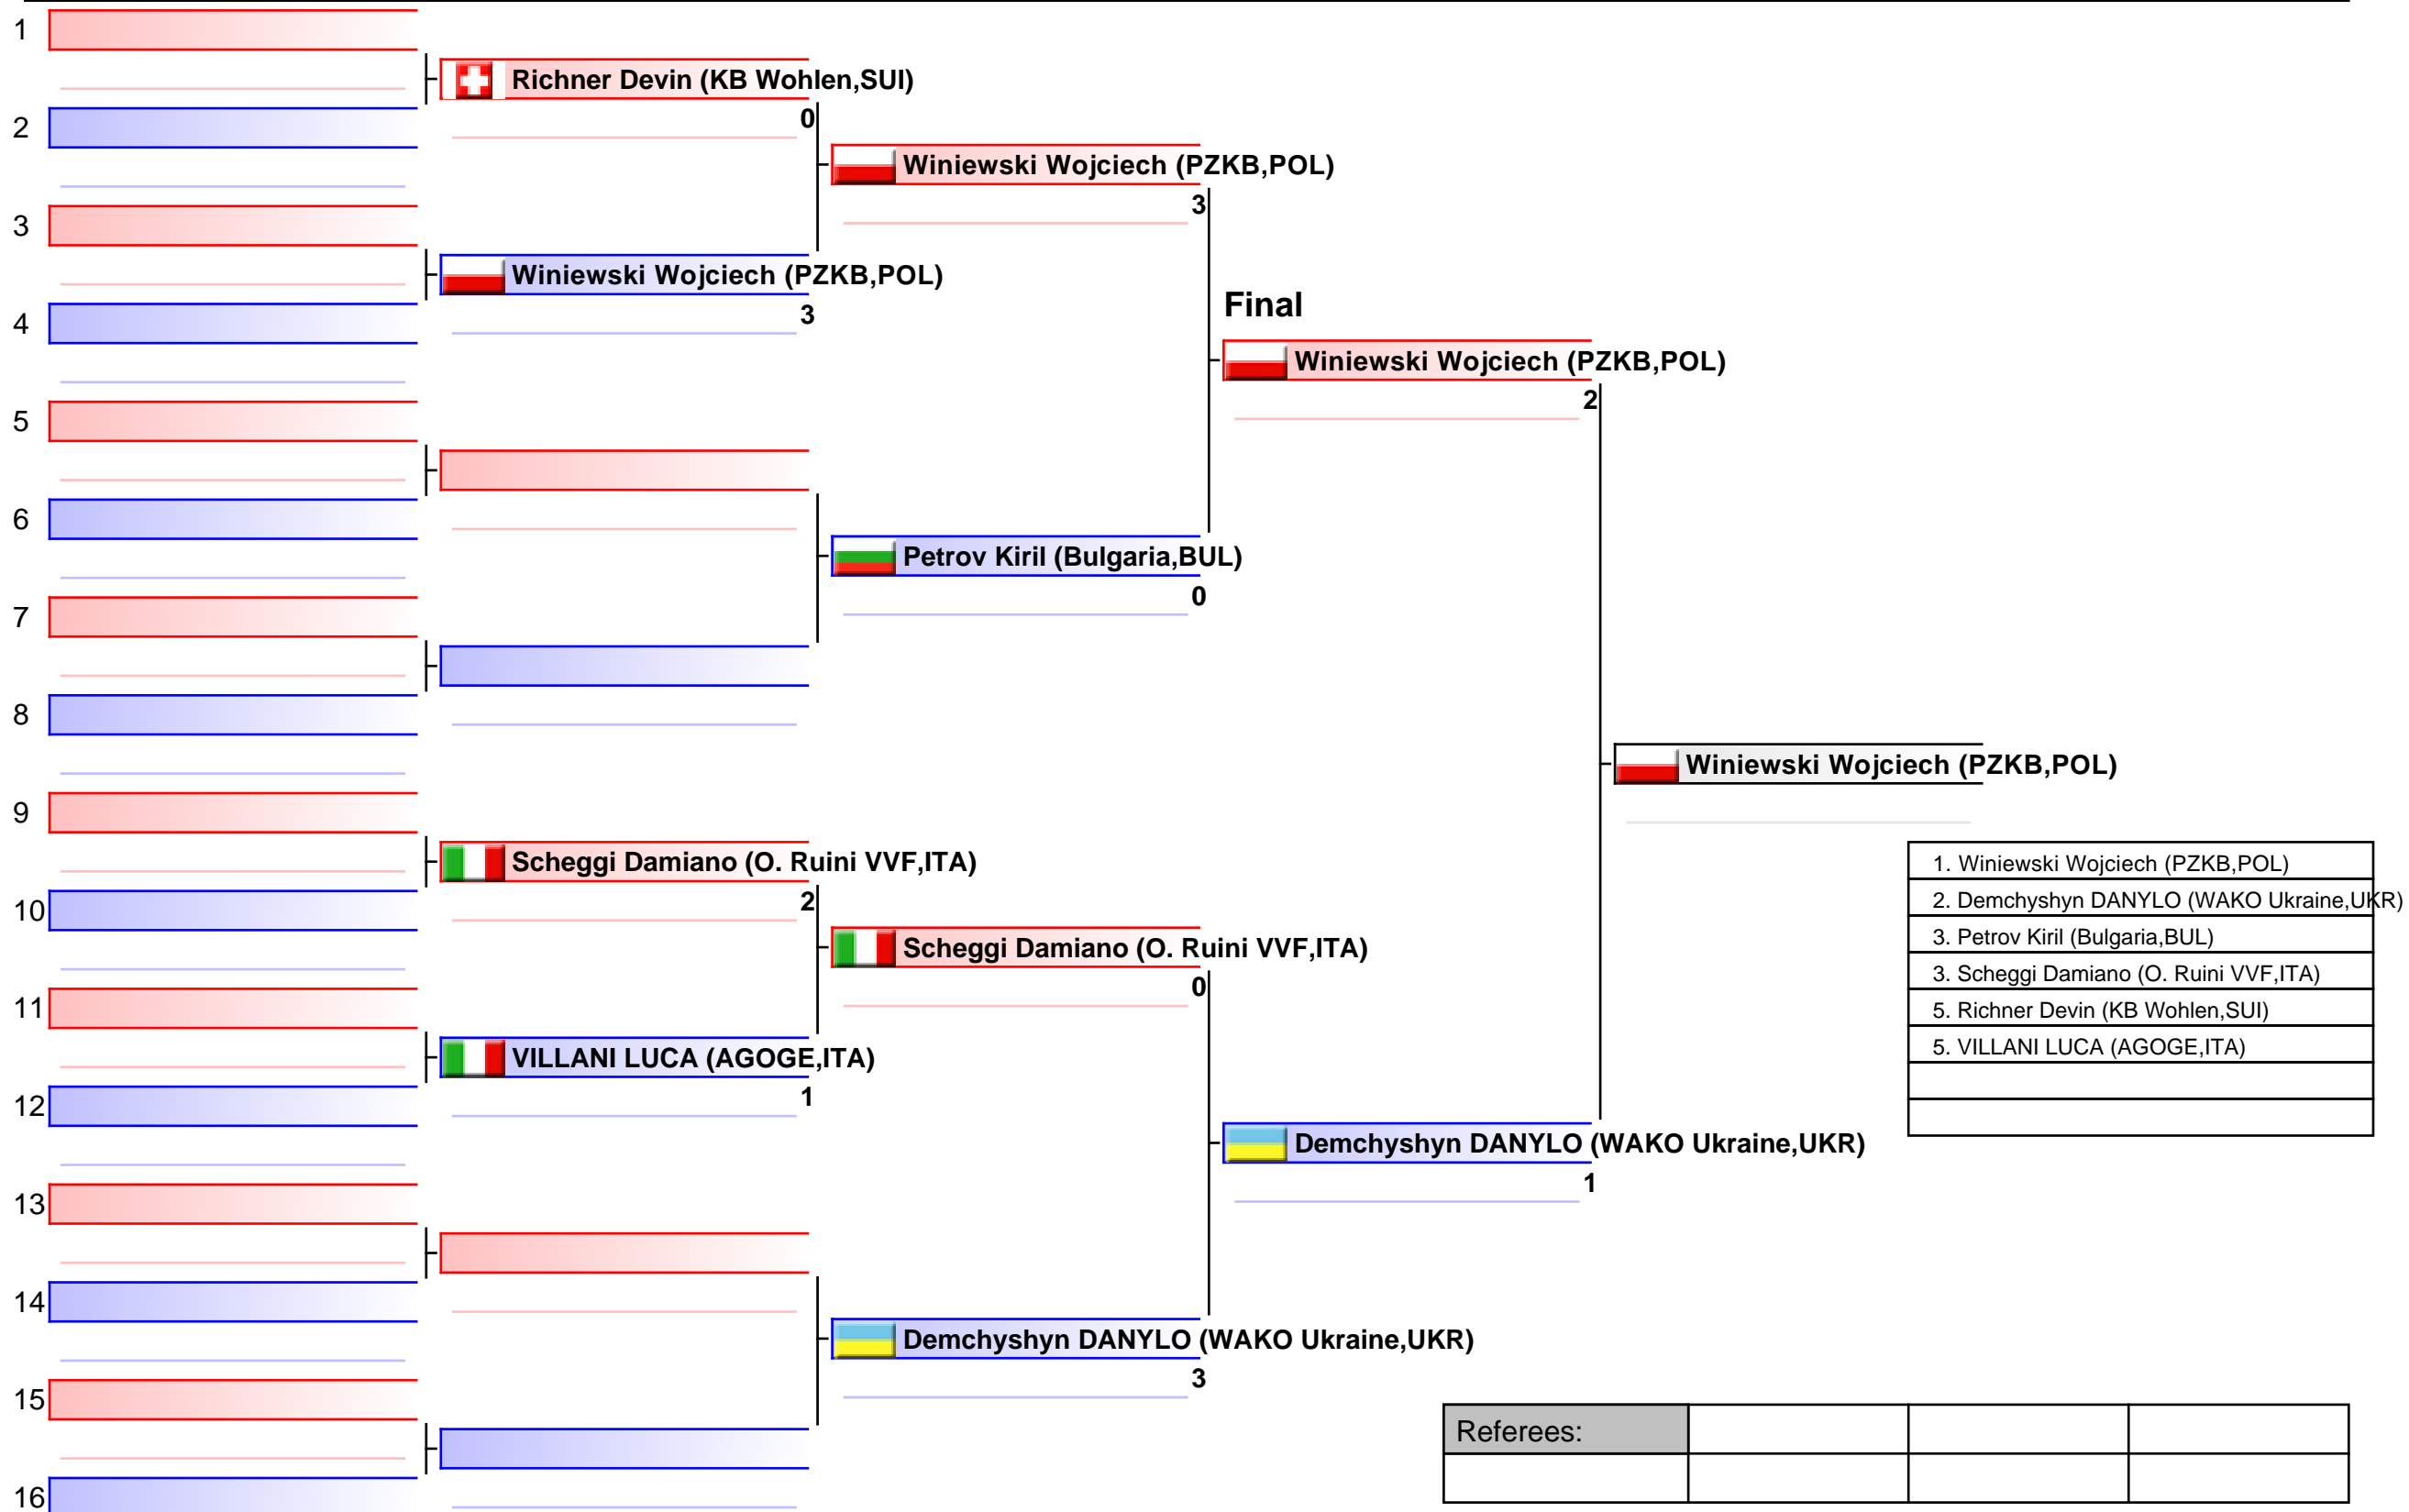 1
Richner Devin (KB Wohlen,SUI)
0
2
Winiewski Wojciech (PZKB,POL)
3
3
Winiewski Wojciech (PZKB,POL)
3
4
Final
Winiewski Wojciech (PZKB,POL)
2
5
6
Petrov Kiril (Bulgaria,BUL)
0
7
8
Winiewski Wojciech (PZKB,POL)
9
Scheggi Damiano (O. Ruini VVF,ITA)
2
10
Scheggi Damiano (O. Ruini VVF,ITA)
0
11
VILLANI LUCA (AGOGE,ITA)
1
12
Demchyshyn DANYLO (WAKO Ukraine,UKR)
1
13
14
Demchyshyn DANYLO (WAKO Ukraine,UKR)
3
15
16
1. Winiewski Wojciech (PZKB,POL)
2. Demchyshyn DANYLO (WAKO Ukraine,UKR)
3. Petrov Kiril (Bulgaria,BUL)
3. Scheggi Damiano (O. Ruini VVF,ITA)
5. Richner Devin (KB Wohlen,SUI)
5. VILLANI LUCA (AGOGE,ITA)
Referees: